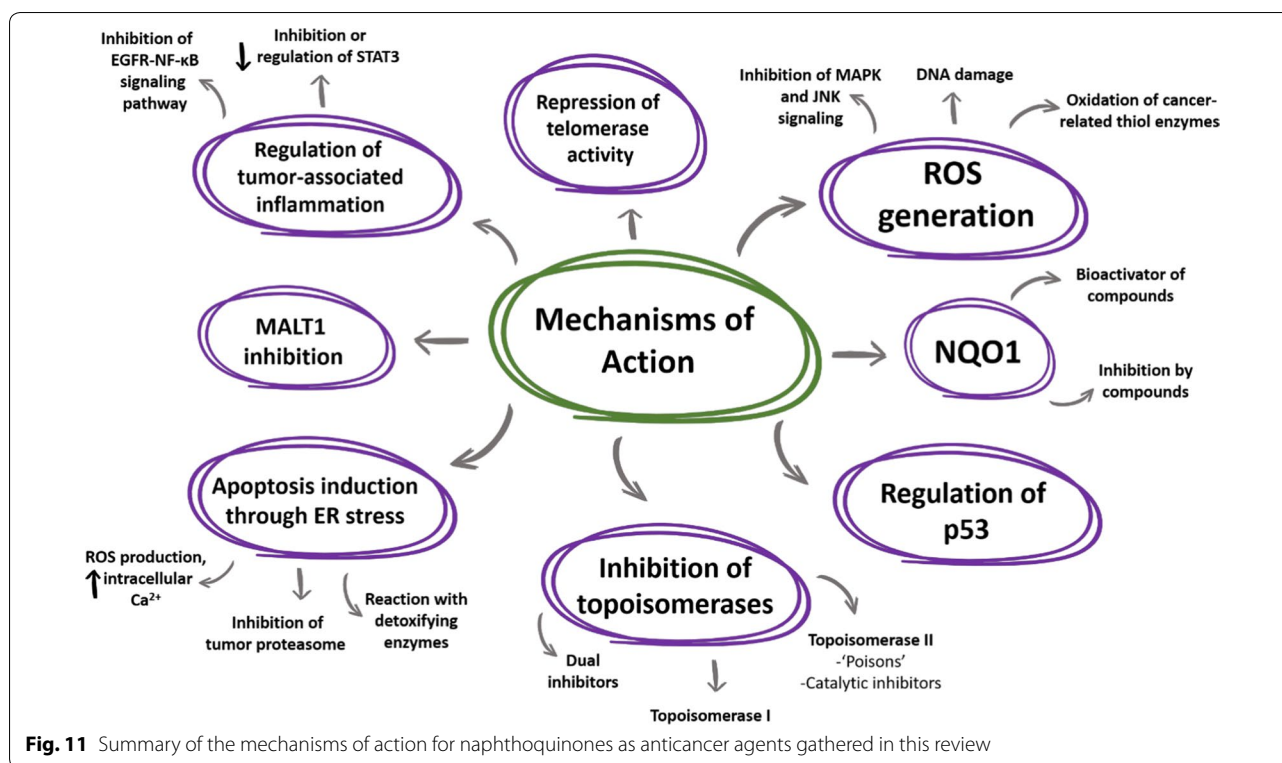 Inhibition of
EGFR-NF-κB
signaling
pathway
Inhibition or
regulation of STAT3
Regulation of
tumor-associated
inflammation
Repression of
telomerase
activity
Inhibition of MAPK
and JNK
signaling
DNA damage
Oxidation of cancer-
related thiol enzymes
ROS
generation
Mechanisms of
Action
MALT1
inhibition
NQO1
Bioactivator of
compounds
Inhibition by
compounds
Apoptosis induction
through ER stress
ROS production,
intracellular
Ca²⁺
Inhibition of
tumor proteasome
Reaction with
detoxifying
enzymes
Inhibition of
topoisomerases
Dual
inhibitors
Topoisomerase I
Topoisomerase II
-‘Poisons’
-Catalytic inhibitors
Regulation of
p53
Fig. 11 Summary of the mechanisms of action for naphthoquinones as anticancer agents gathered in this review